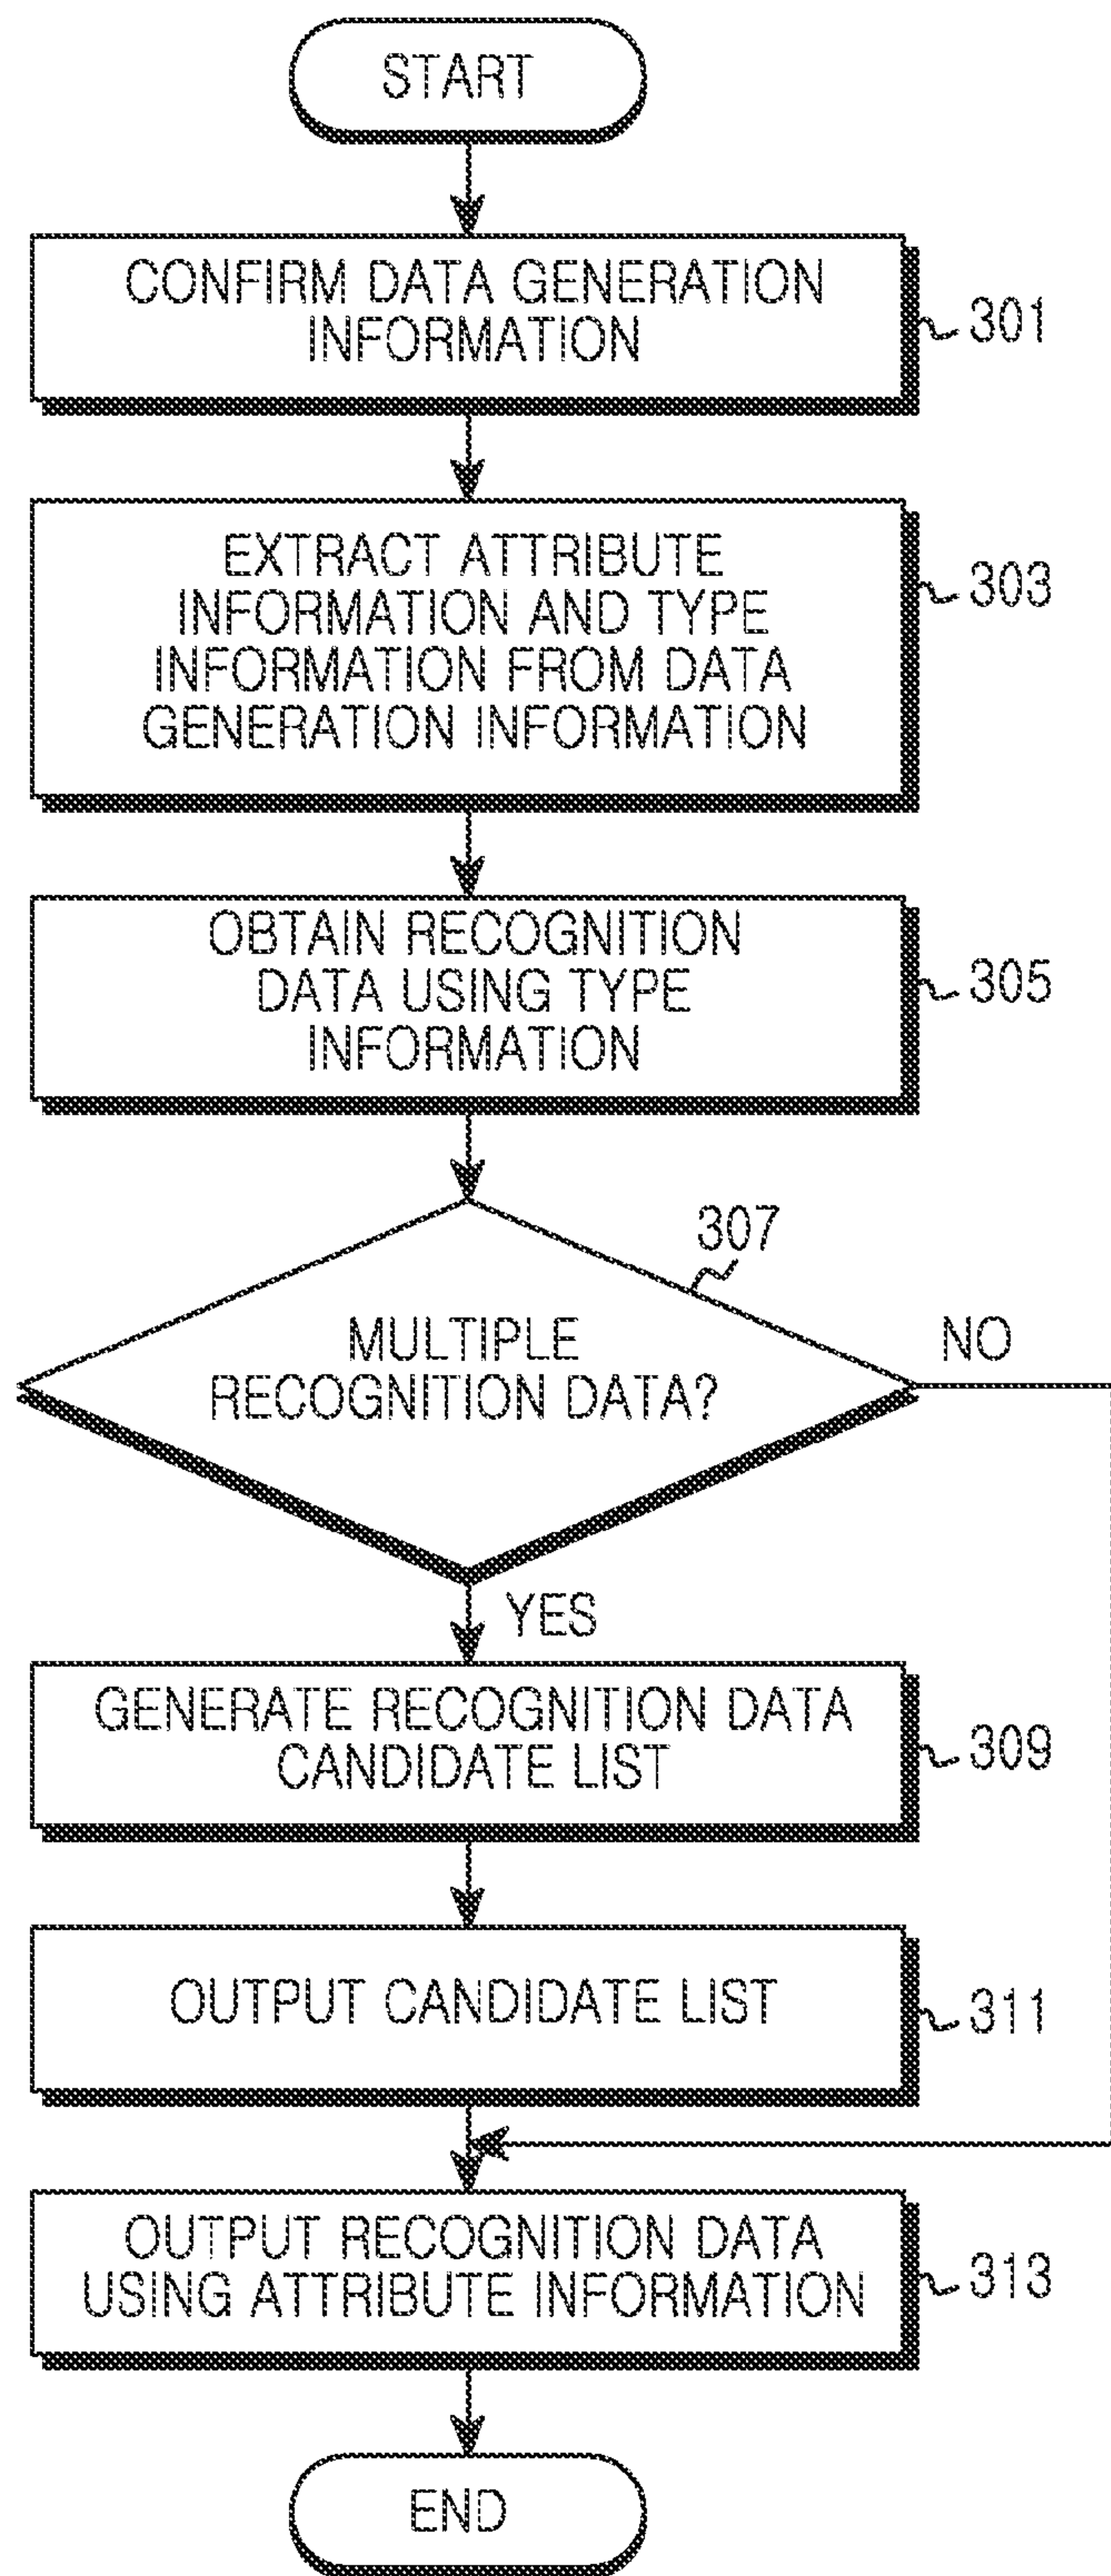 START
CONFIRM DATA GENERATION
INFORMATION
301
EXTRACT ATTRIBUTE
INFORMATION AND TYPE
INFORMATION FROM DATA
GENERATION INFORMATION
303
OBTAIN RECOGNITION
DATA USING TYPE
INFORMATION
305
307
MULTIPLE
RECOGNITION DATA?
NO
YES
GENERATE RECOGNITION DATA
CANDIDATE LIST
309
OUTPUT CANDIDATE LIST
311
OUTPUT RECOGNITION DATA
USING ATTRIBUTE INFORMATION
313
END